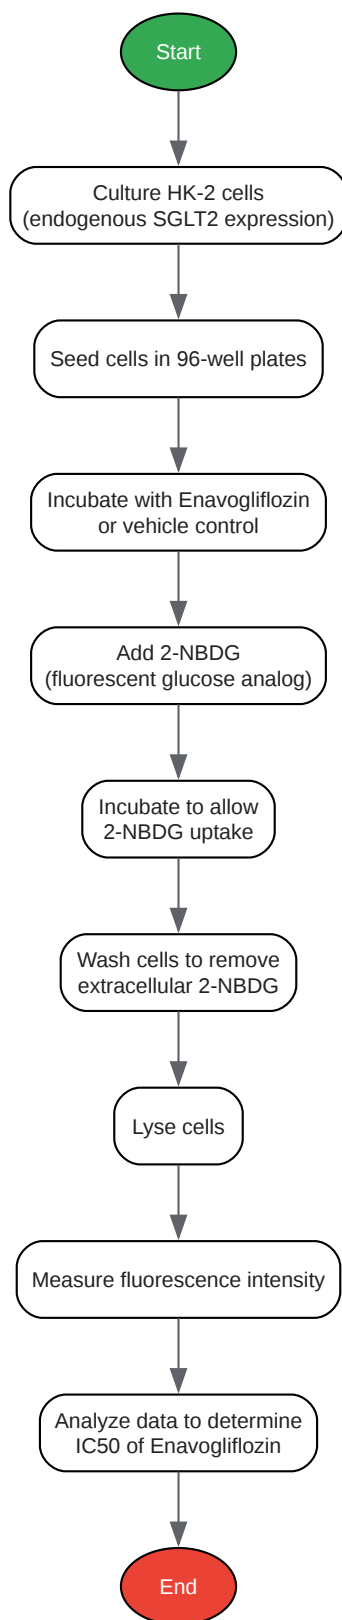 Start
Culture HK-2 cells
(endogenous SGLT2 expression)
Seed cells in 96-well plates
Incubate with Enavogliflozin
or vehicle control
Add 2-NBDG
(fluorescent glucose analog)
Incubate to allow
2-NBDG uptake
Wash cells to remove
extracellular 2-NBDG
Lyse cells
Measure fluorescence intensity
Analyze data to determine
IC50 of Enavogliflozin
End